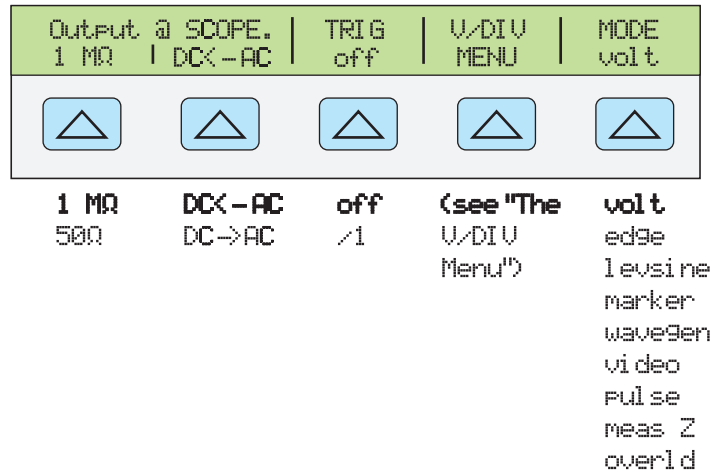 Output @ SCOPE. TRIG V/DIV MODE
1 MΩ DC<-AC off MENU volt
1 MΩ DC<-AC off (see "The volt
50Ω DC->AC /1 V/DIV edge
Menu") levsine
marker
wavegen
video
pulse
meas Z
overld